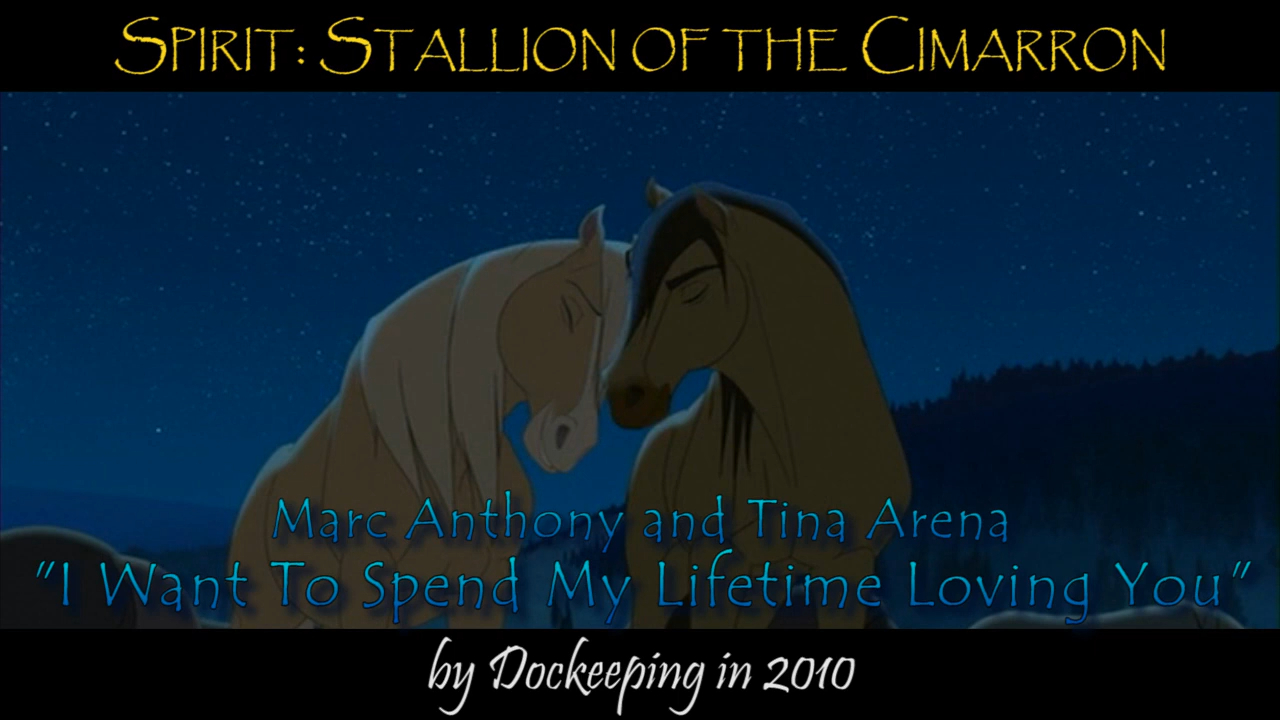 Spirit: Stallion of the Cimarron
Marc Anthony and Tina Arena
"I Want To Spend My Lifetime Loving You"
by Dockeeping in 2010